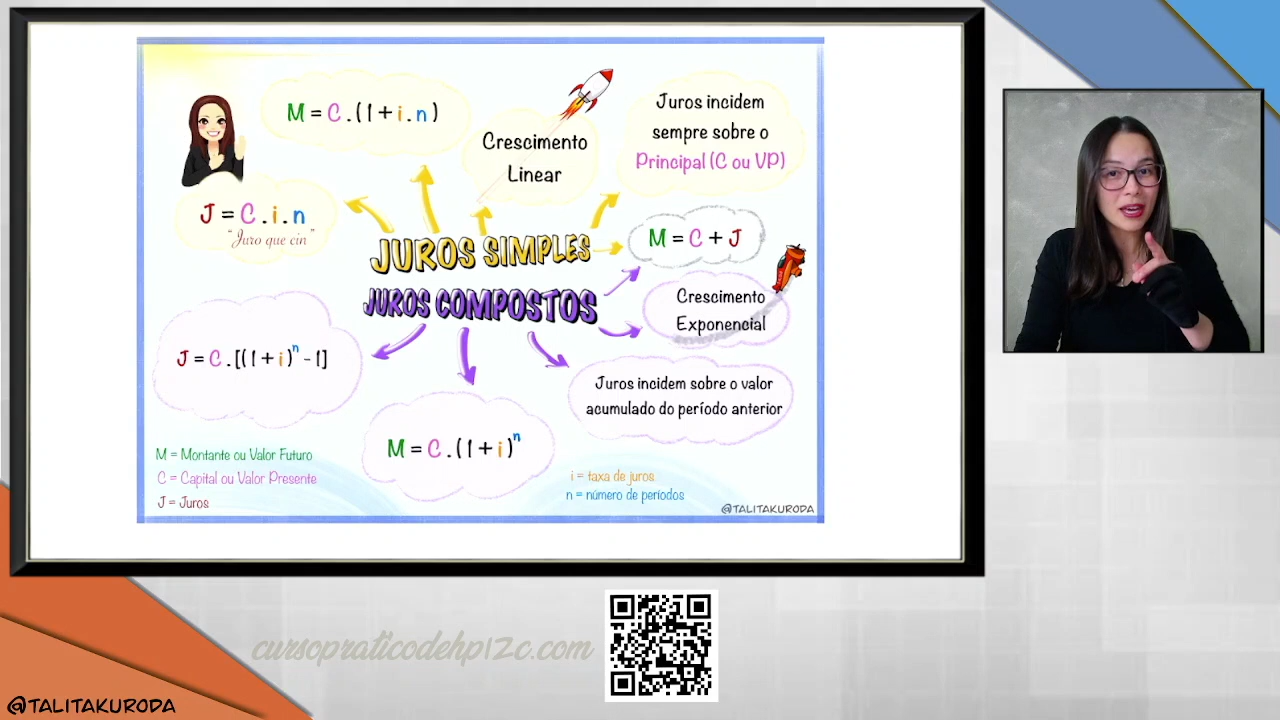 M = C . (1 + i . n)
Crescimento
Linear
Juros incidem
sempre sobre o
Principal (C ou VP)
J = C . i . n
"Juro que cin"
JUROS SIMPLES
M = C + J
JUROS COMPOSTOS
Crescimento
Exponencial
J = C . [(1 + i)ⁿ - 1]
Juros incidem sobre o valor
acumulado do período anterior
M = C . (1 + i)ⁿ
M = Montante ou Valor Futuro
C = Capital ou Valor Presente
J = Juros
i = taxa de juros
n = número de períodos
@TALITAKURODA
cursopraticodehp12c.com
@TALITAKURODA